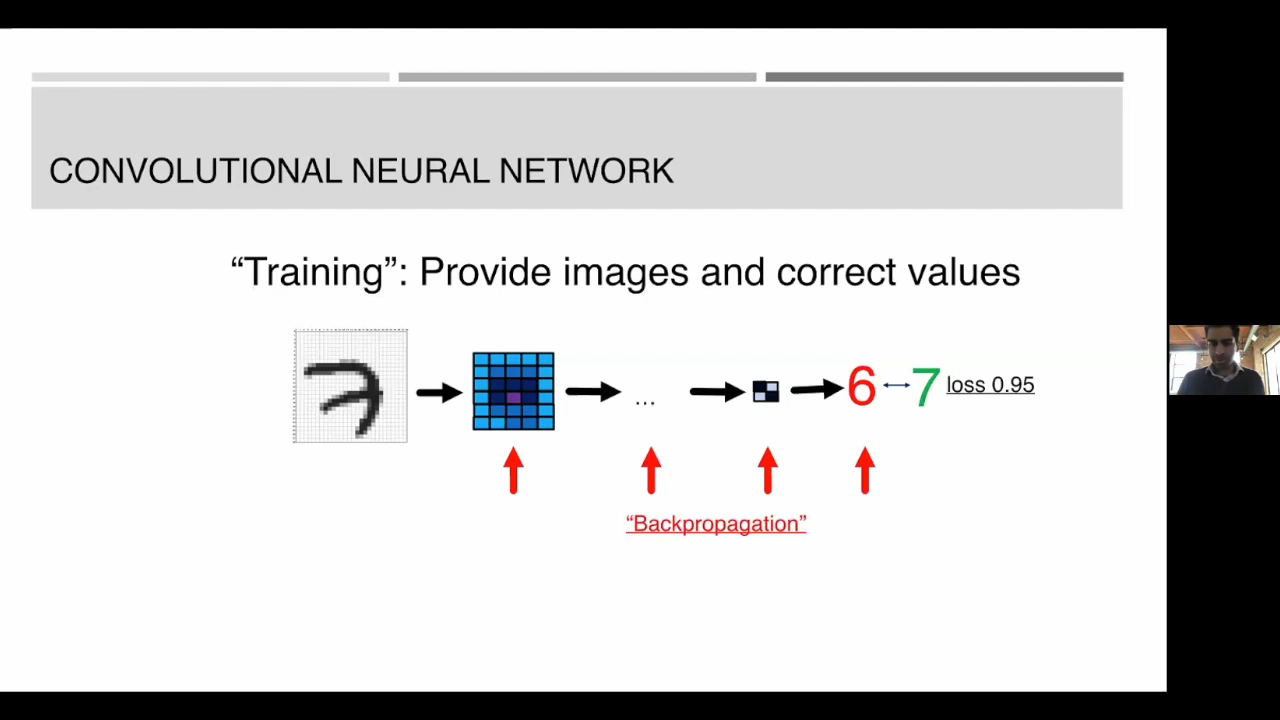 CONVOLUTIONAL NEURAL NETWORK
“Training”: Provide images and correct values
... 6 7 loss 0.95
“Backpropagation”